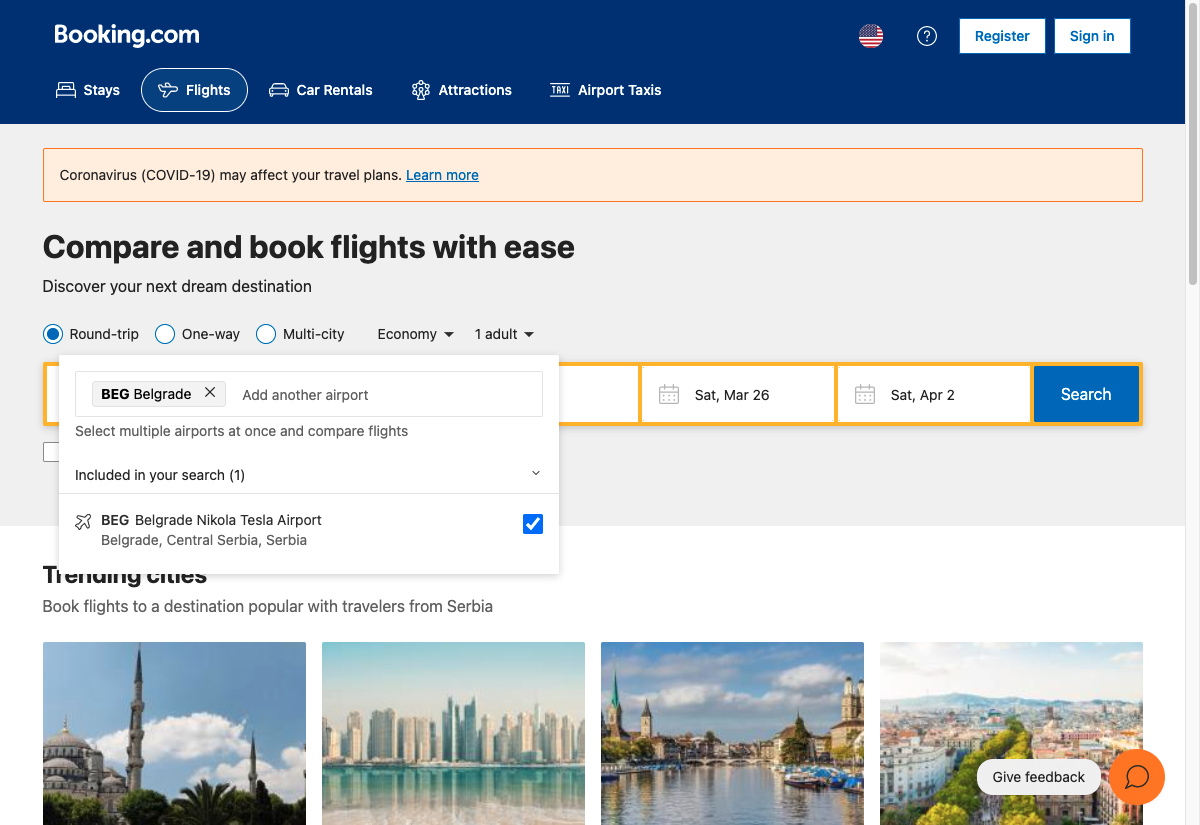 Booking.com
Register
Sign in
Stays
Flights
Car Rentals
TAXI
Attractions
Airport Taxis
Coronavirus (COVID-19) may affect your travel plans. Learn more
Compare and book flights with ease
Discover your next dream destination
Round-trip
One-way
Multi-city
Economy
1 adult
BEG Belgrade
Add another airport
Sat, Mar 26
Sat, Apr 2
Search
Select multiple airports at once and compare flights
Included in your search (1)
BEG Belgrade Nikola Tesla Airport
Belgrade, Central Serbia, Serbia
Trending cities
Book flights to a destination popular with travelers from Serbia
Give feedback